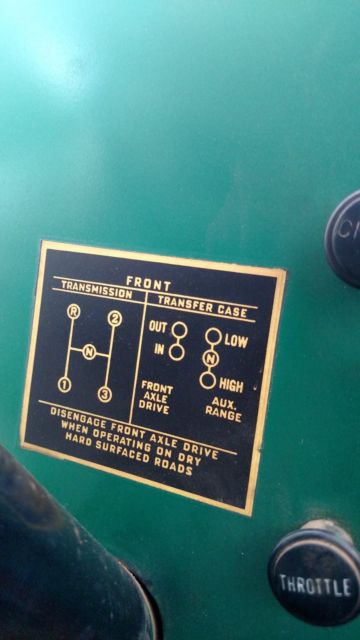 FRONT
TRANSMISSION TRANSFER CASE
R 2 OUT LOW
N IN N
1 3 HIGH
FRONT AXLE DRIVE
AUX. RANGE
DISENGAGE FRONT AXLE DRIVE
WHEN OPERATING ON DRY
HARD SURFACED ROADS
THROTTLE